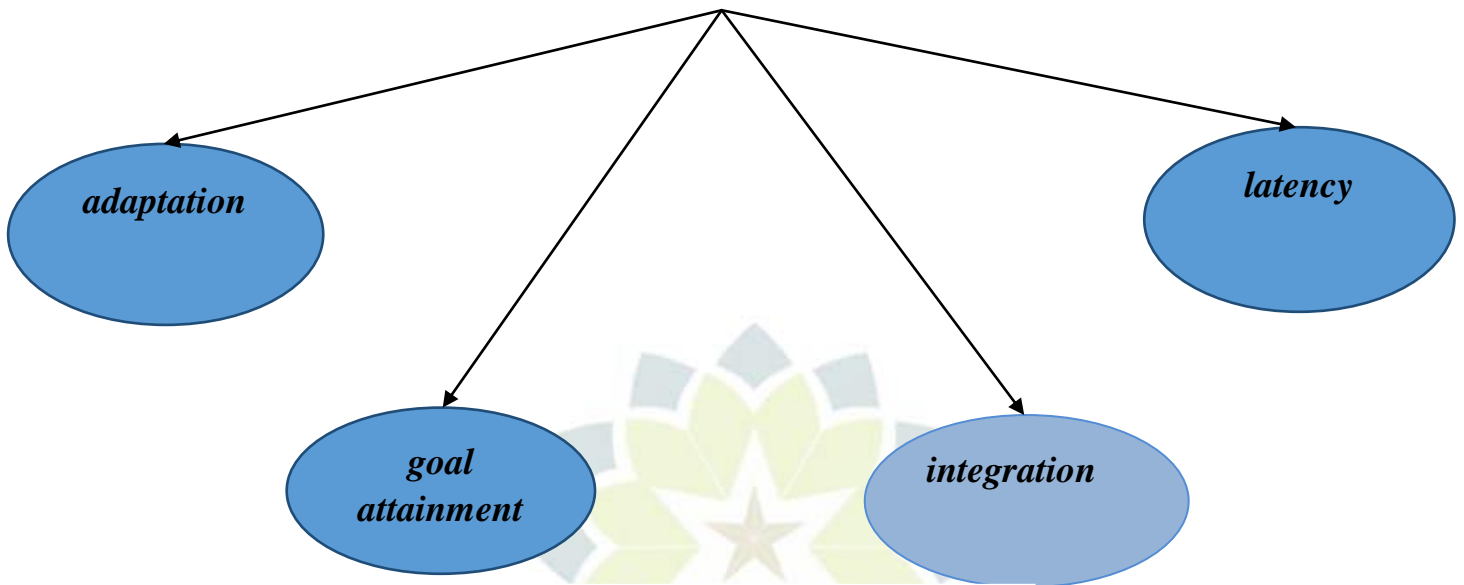 adaptation
latency
goal
attainment
integration